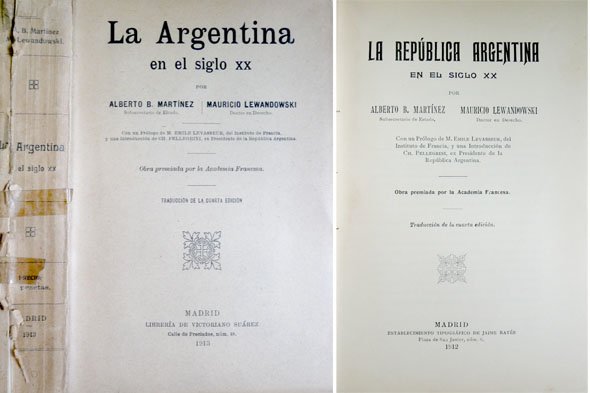 A. B. Martínez
Lewandowski.
Argentina
el siglo xx
pesetas.
MADRID
1913
La Argentina
en el siglo xx
POR
ALBERTO B. MARTÍNEZ
Subsecretario de Estado.
MAURICIO LEWANDOWSKI
Doctor en Derecho.
Con un Prólogo de M. EMILE LEVASSEUR, del Instituto de Francia,
y una Introducción de CH. PELLEGRINI, ex Presidente de la República Argentina.
Obra premiada por la Academia Francesa.
TRADUCCIÓN DE LA CUARTA EDICIÓN
MADRID
LIBRERÍA DE VICTORIANO SUÁREZ
Calle de Preciados, núm. 48.
1913
LA REPÚBLICA ARGENTINA
EN EL SIGLO XX
POR
ALBERTO B. MARTÍNEZ
Subsecretario de Estado,
MAURICIO LEWANDOWSKI
Doctor en Derecho.
Con un Prólogo de M. EMILE LEVASSEUR, del
Instituto de Francia, y una Introducción de
CH. PELLEGRINI, ex Presidente de la
República Argentina.
Obra premiada por la Academia Francesa.
Traducción de la cuarta edición.
MADRID
ESTABLECIMIENTO TIPOGRÁFICO DE JAIME RATÉS
Plaza de San Javier, núm. 6.
1912